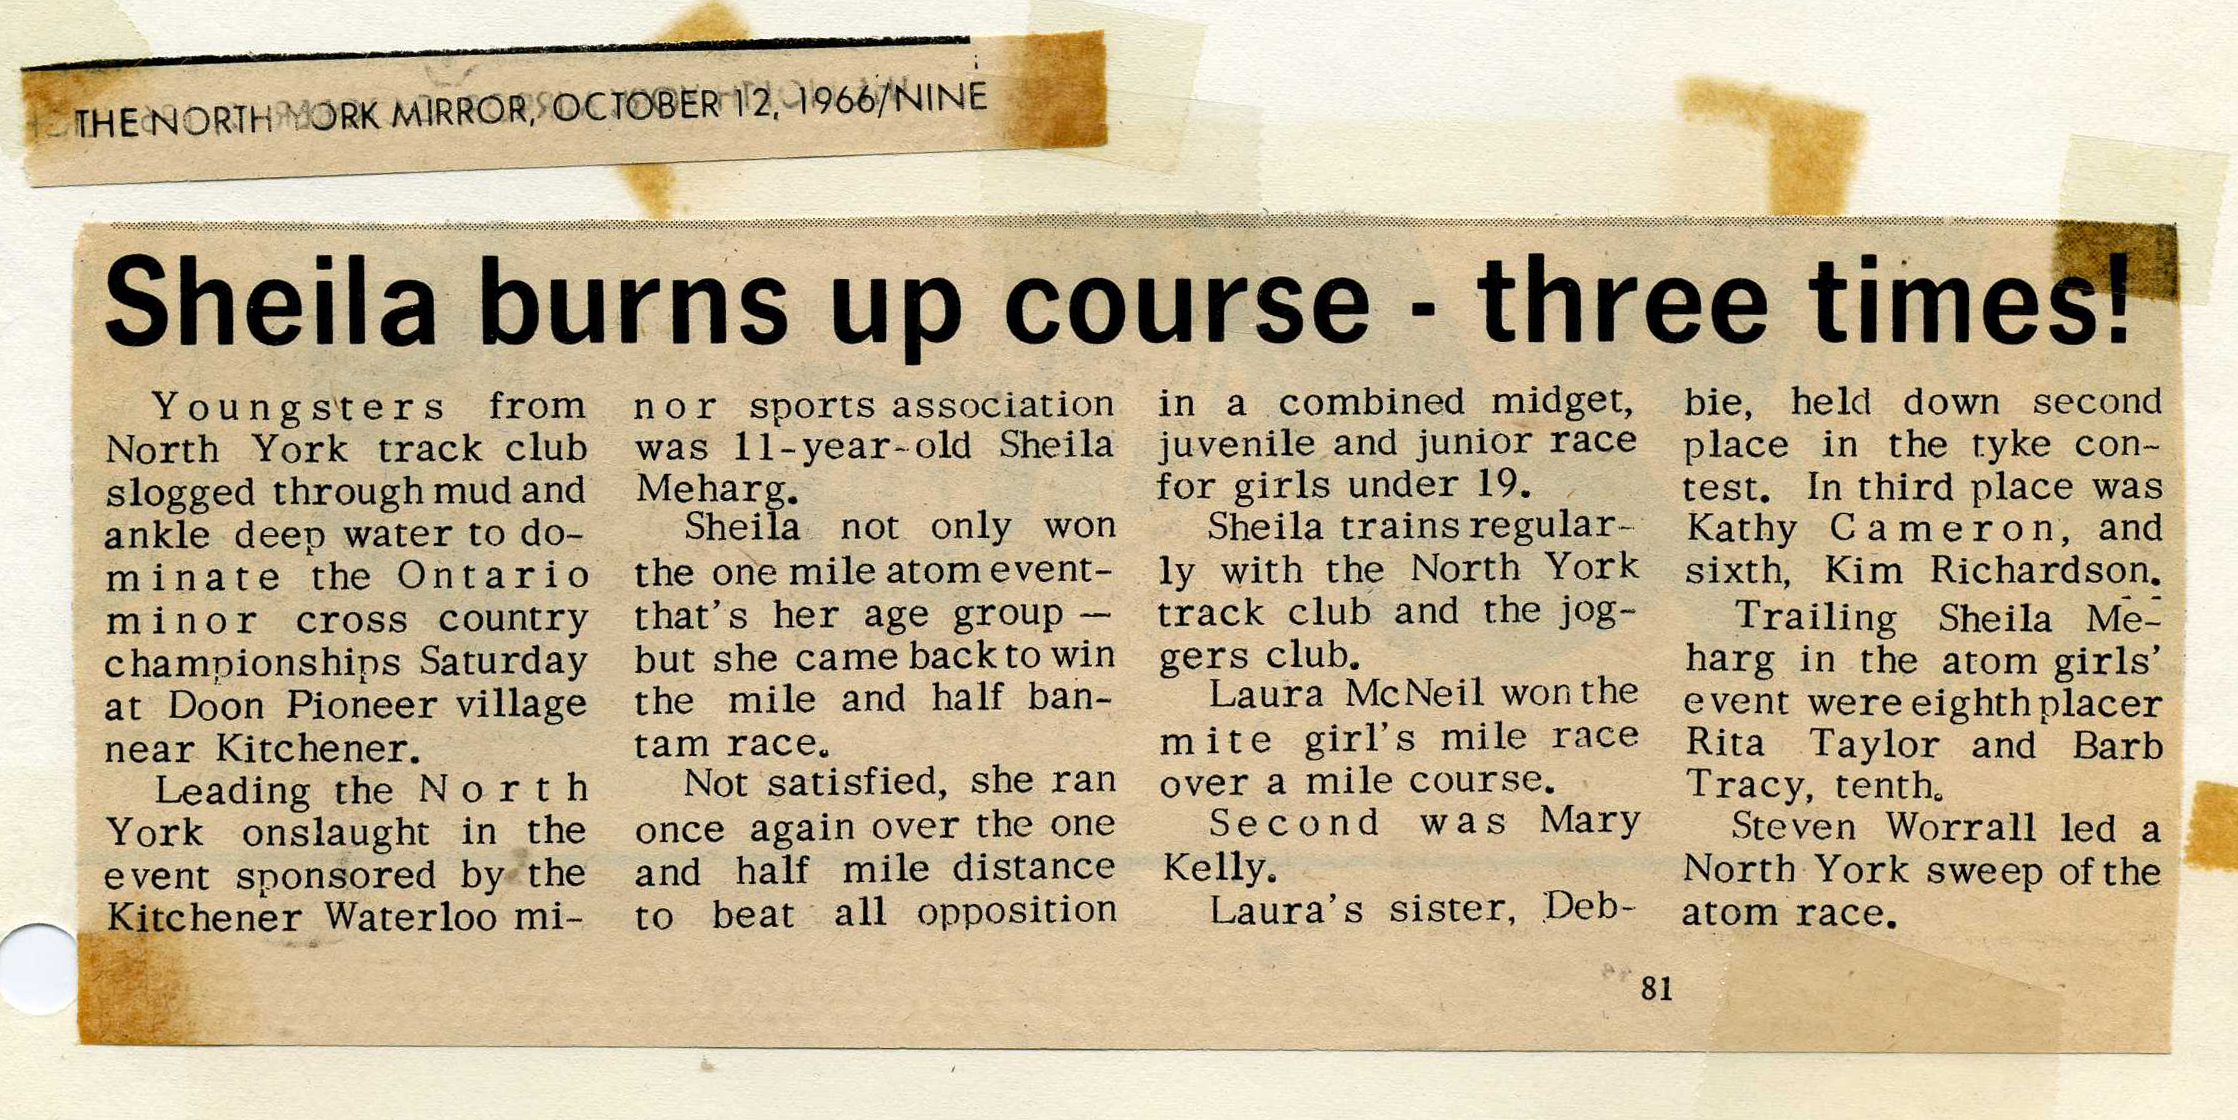 THE NORTH YORK MIRROR, OCTOBER 12, 1966/NINE
Sheila burns up course - three times!
Youngsters from
North York track club
slogged through mud and
ankle deep water to do-
minate the Ontario
minor cross country
championships Saturday
at Doon Pioneer village
near Kitchener.
Leading the North
York onslaught in the
event sponsored by the
Kitchener Waterloo mi-
nor sports association
was 11-year-old Sheila
Meharg.
Sheila not only won
the one mile atom event-
that's her age group —
but she came back to win
the mile and half ban-
tam race.
Not satisfied, she ran
once again over the one
and half mile distance
to beat all opposition
in a combined midget,
juvenile and junior race
for girls under 19.
Sheila trains regular-
ly with the North York
track club and the jog-
gers club.
Laura McNeil won the
mite girl's mile race
over a mile course.
Second was Mary
Kelly.
Laura's sister, Deb-
bie, held down second
place in the tyke con-
test. In third place was
Kathy Cameron, and
sixth, Kim Richardson.
Trailing Sheila Me-
harg in the atom girls'
event were eighth placer
Rita Taylor and Barb
Tracy, tenth.
Steven Worrall led a
North York sweep of the
atom race.
81